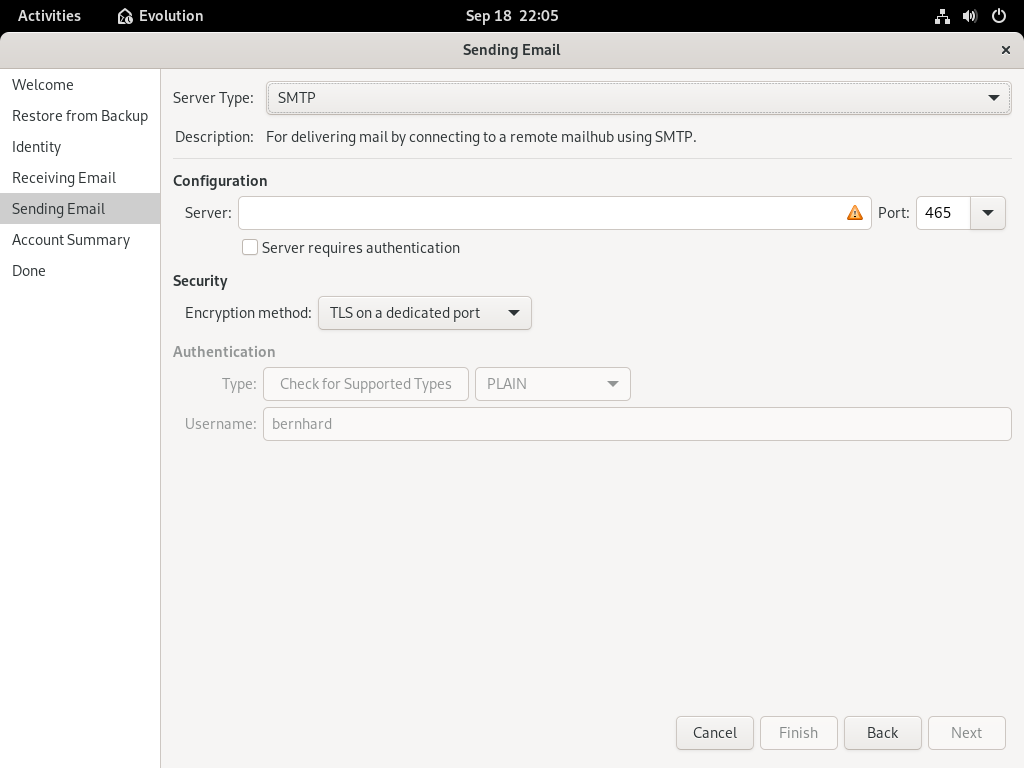 Activities Evolution Sep 18 22:05
Sending Email
Welcome
Restore from Backup
Identity
Receiving Email
Sending Email
Account Summary
Done
Server Type: SMTP
Description: For delivering mail by connecting to a remote mailhub using SMTP.
Configuration
Server: Port: 465
Server requires authentication
Security
Encryption method: TLS on a dedicated port
Authentication
Type: Check for Supported Types PLAIN
Username: bernhard
Cancel Finish Back Next